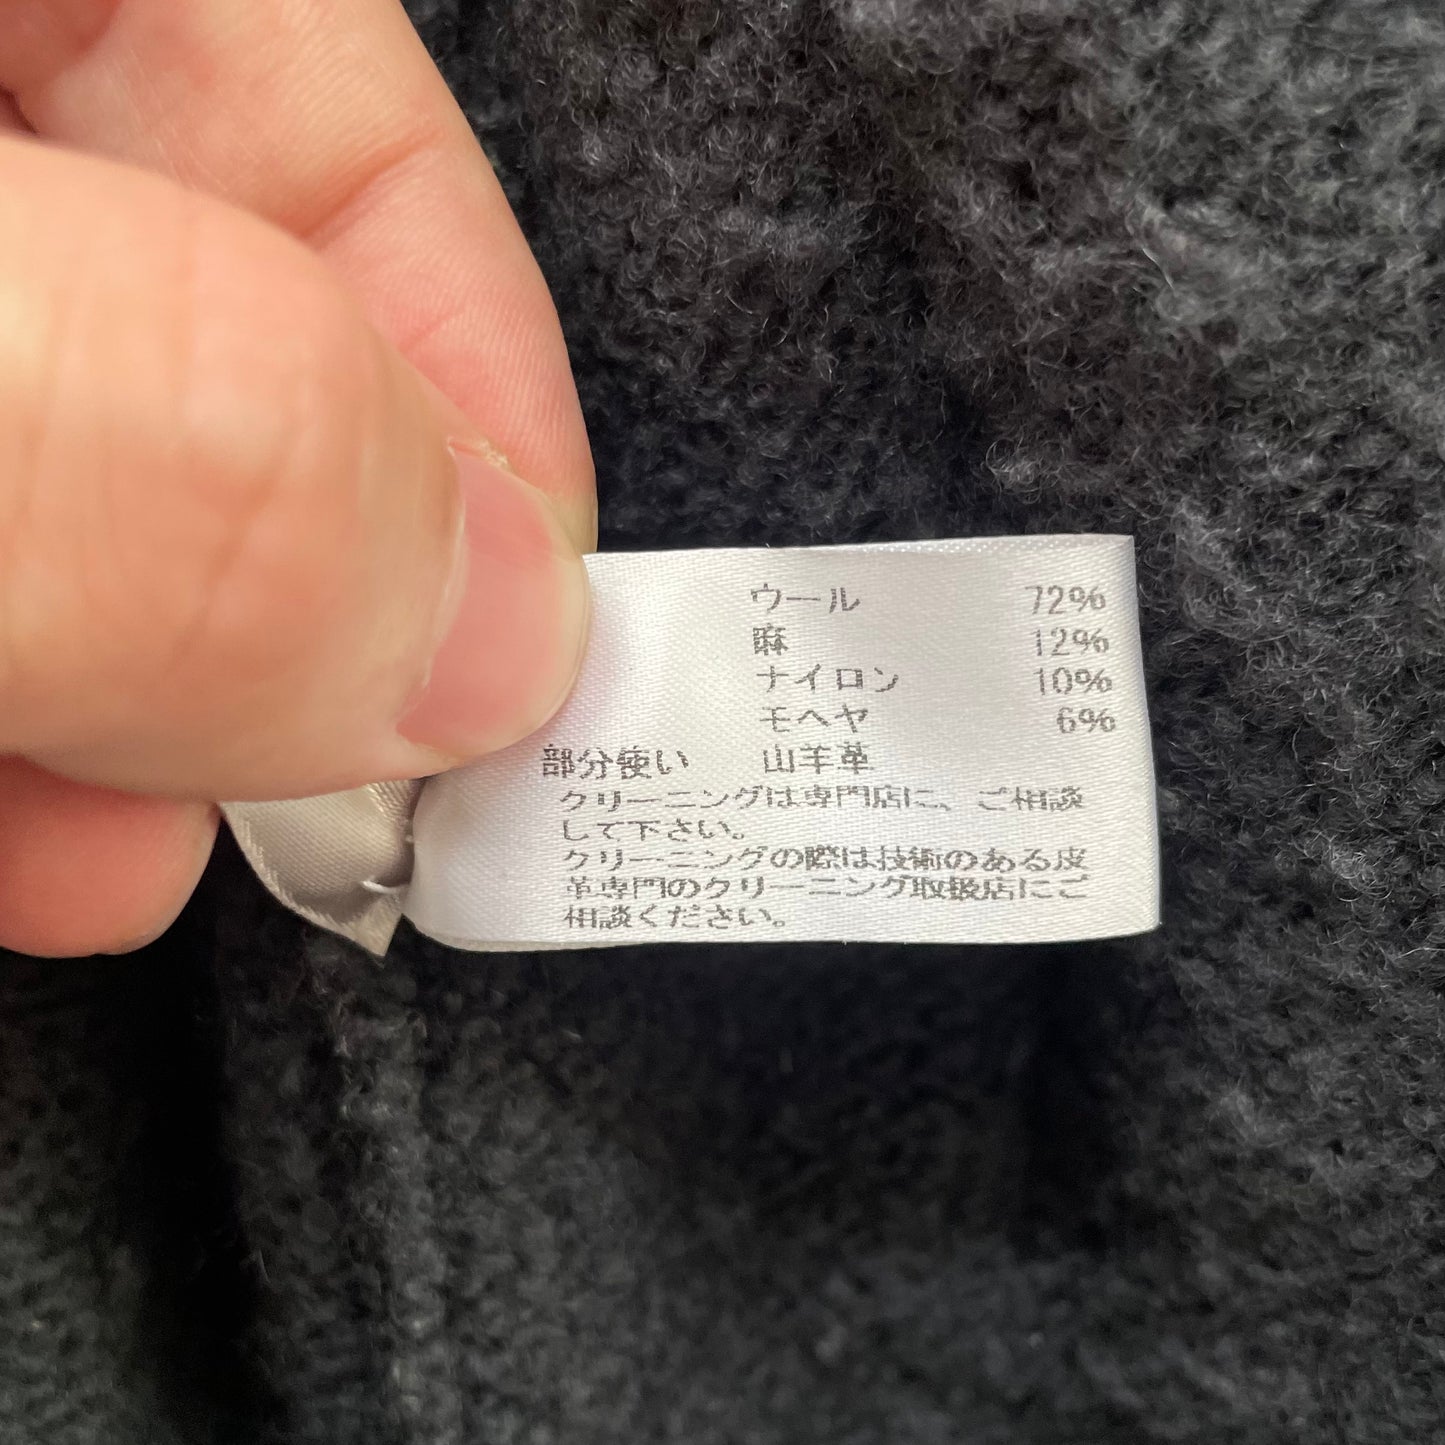 ウール 72%
麻 12%
ナイロン 10%
モヘヤ 6%
部分使い 山羊革
クリーニングは専門店に、ご相談
して下さい。
クリーニングの際は技術のある皮
革専門のクリーニング取扱店にご
相談ください。